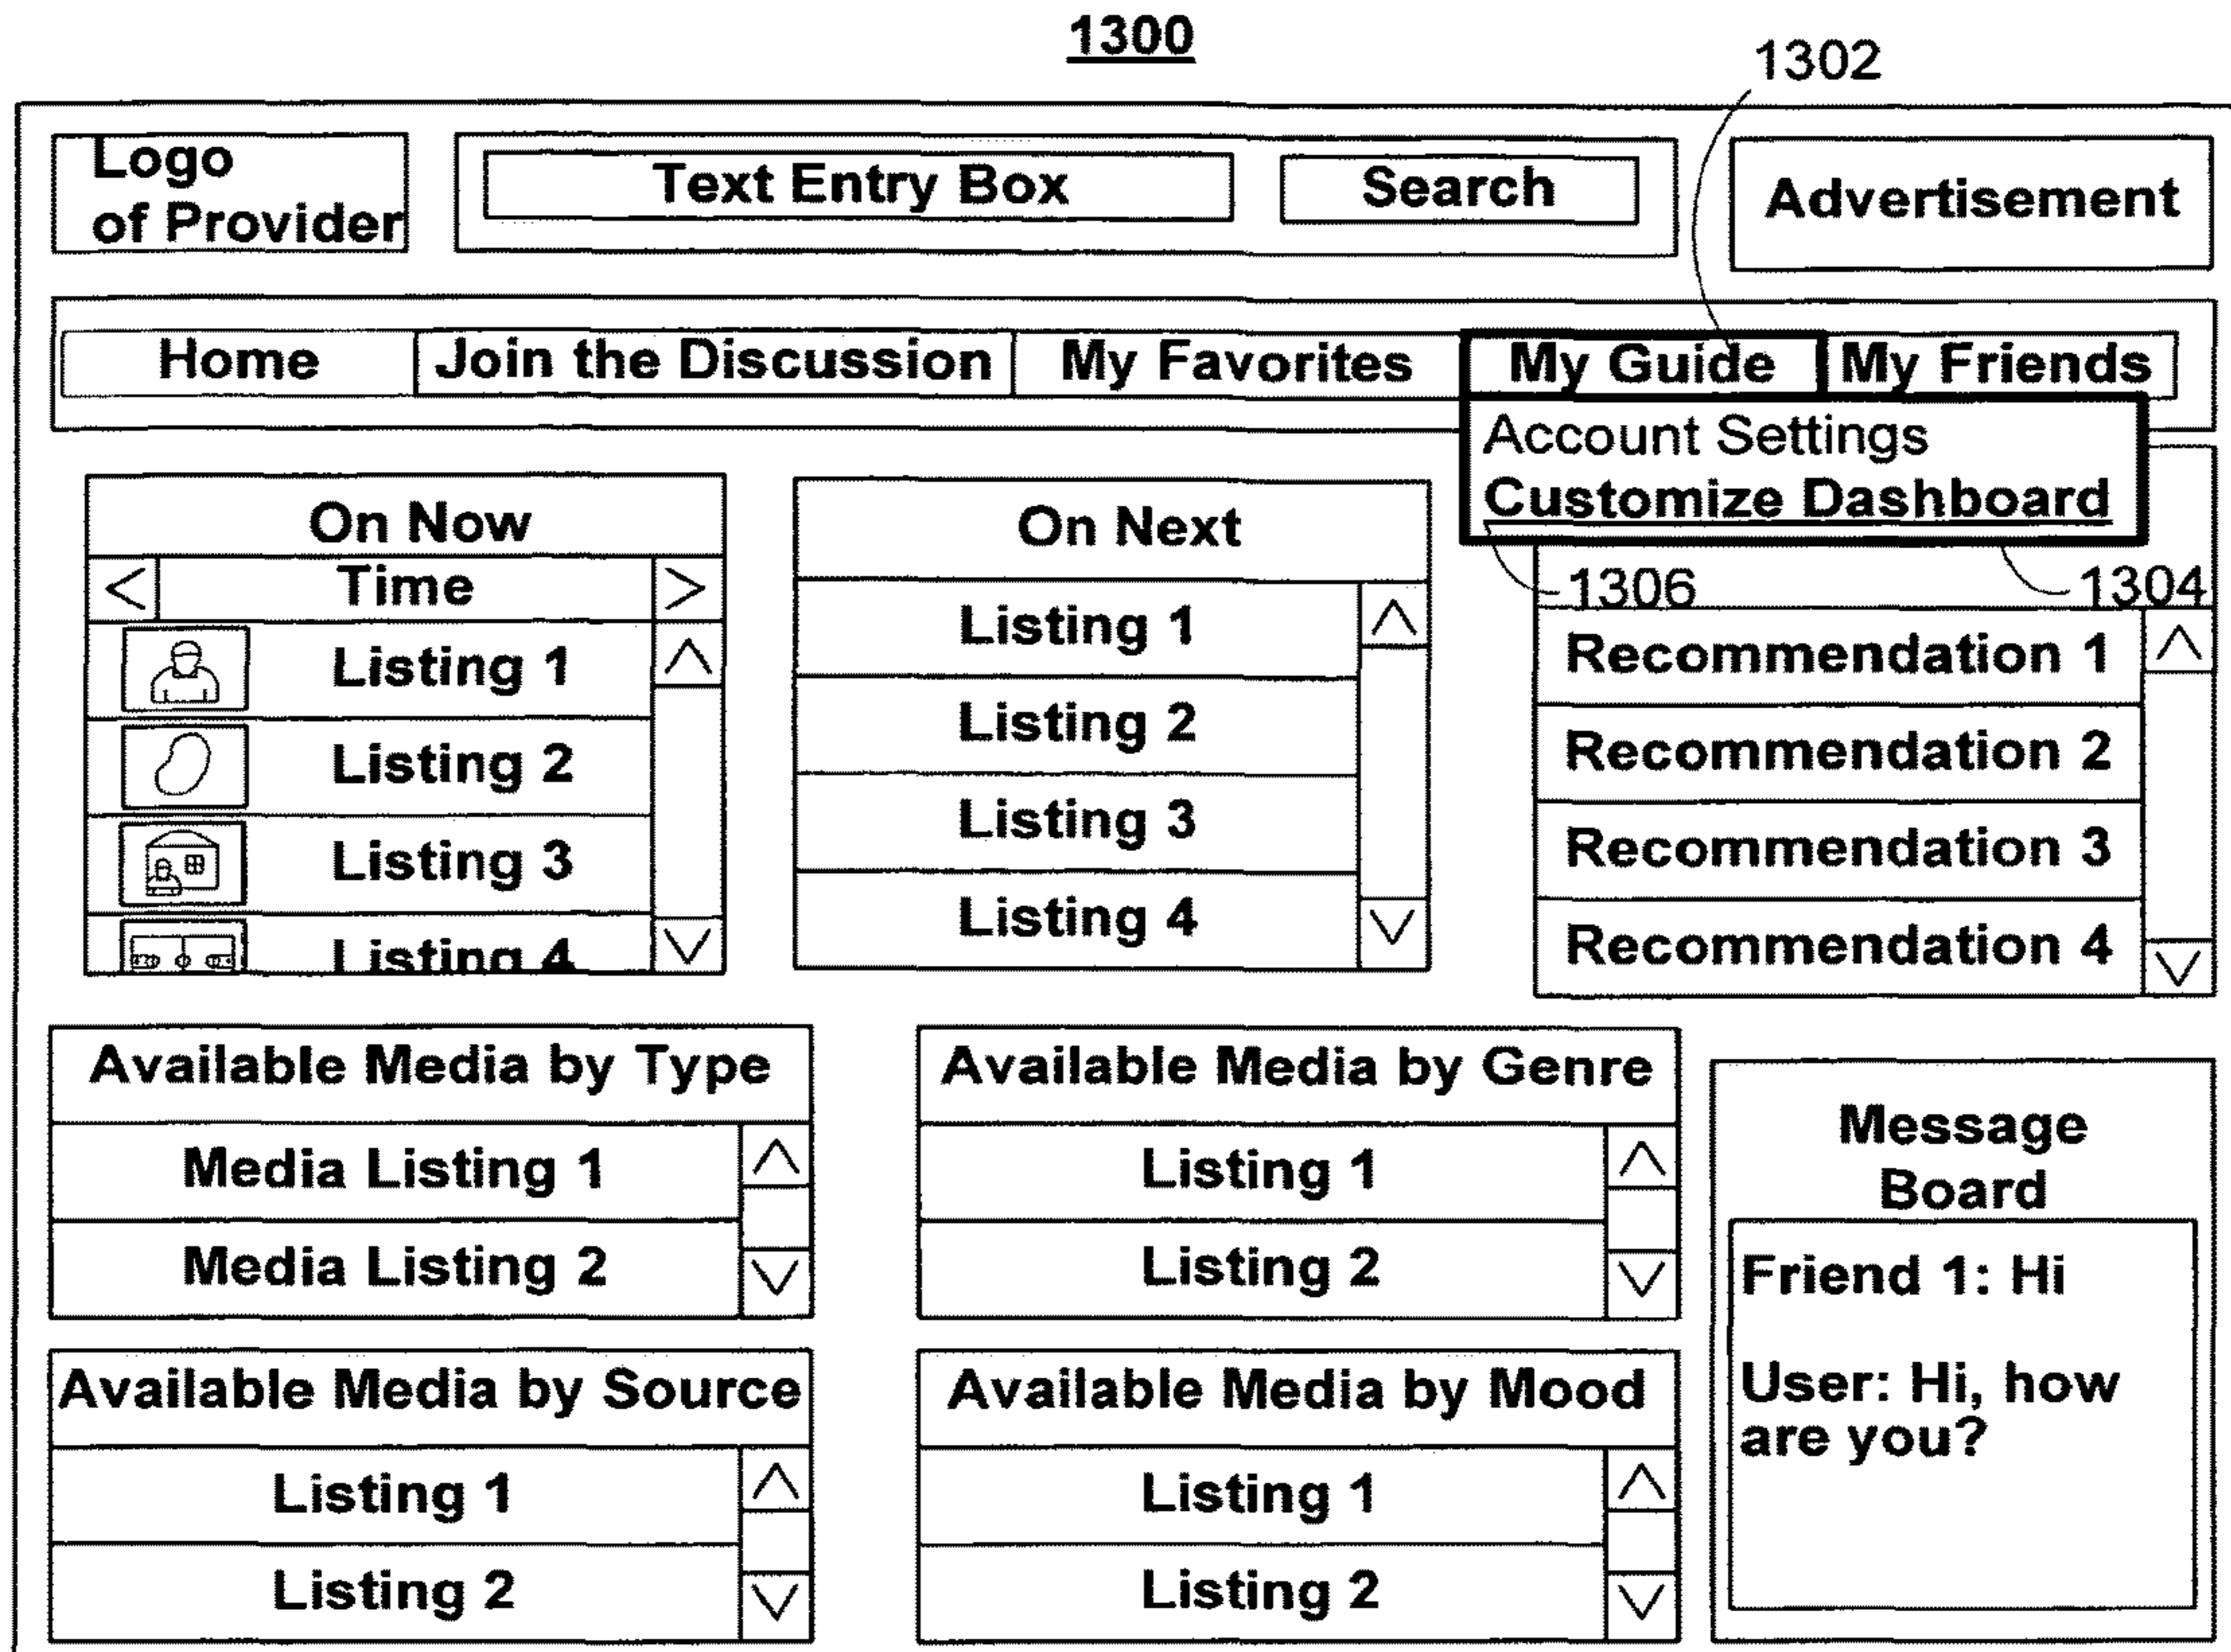 1300
1302
Logo
of Provider
Text Entry Box
Search
Advertisement
Home
Join the Discussion
My Favorites
My Guide
My Friends
Account Settings
Customize Dashboard
1306
1304
On Now
<
Time
>
Listing 1
Listing 2
Listing 3
Listing 4
On Next
Listing 1
Listing 2
Listing 3
Listing 4
Recommendation 1
Recommendation 2
Recommendation 3
Recommendation 4
Available Media by Type
Media Listing 1
Media Listing 2
Available Media by Genre
Listing 1
Listing 2
Message
Board
Friend 1: Hi
User: Hi, how
are you?
Available Media by Source
Listing 1
Listing 2
Available Media by Mood
Listing 1
Listing 2